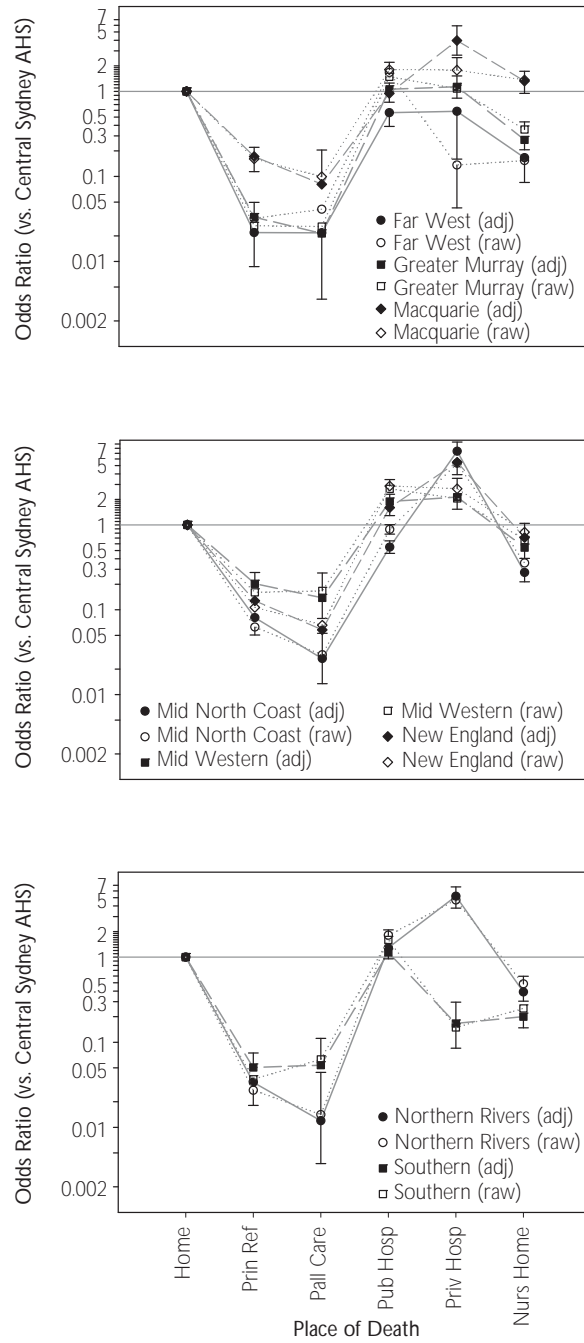 Odds Ratio (vs. Central Sydney AHS)
7
5
2
1
0.5
0.3
0.1
0.05
0.01
0.002
Far West (adj)
Far West (raw)
Greater Murray (adj)
Greater Murray (raw)
Macquarie (adj)
Macquarie (raw)
Odds Ratio (vs. Central Sydney AHS)
7
5
2
1
0.5
0.3
0.1
0.05
0.01
0.002
Mid North Coast (adj)
Mid North Coast (raw)
Mid Western (adj)
Mid Western (raw)
New England (adj)
New England (raw)
Odds Ratio (vs. Central Sydney AHS)
7
5
2
1
0.5
0.3
0.1
0.05
0.01
0.002
Northern Rivers (adj)
Northern Rivers (raw)
Southern (adj)
Southern (raw)
Home
Prin Ref
Pall Care
Pub Hosp
Priv Hosp
Nurs Home
Place of Death